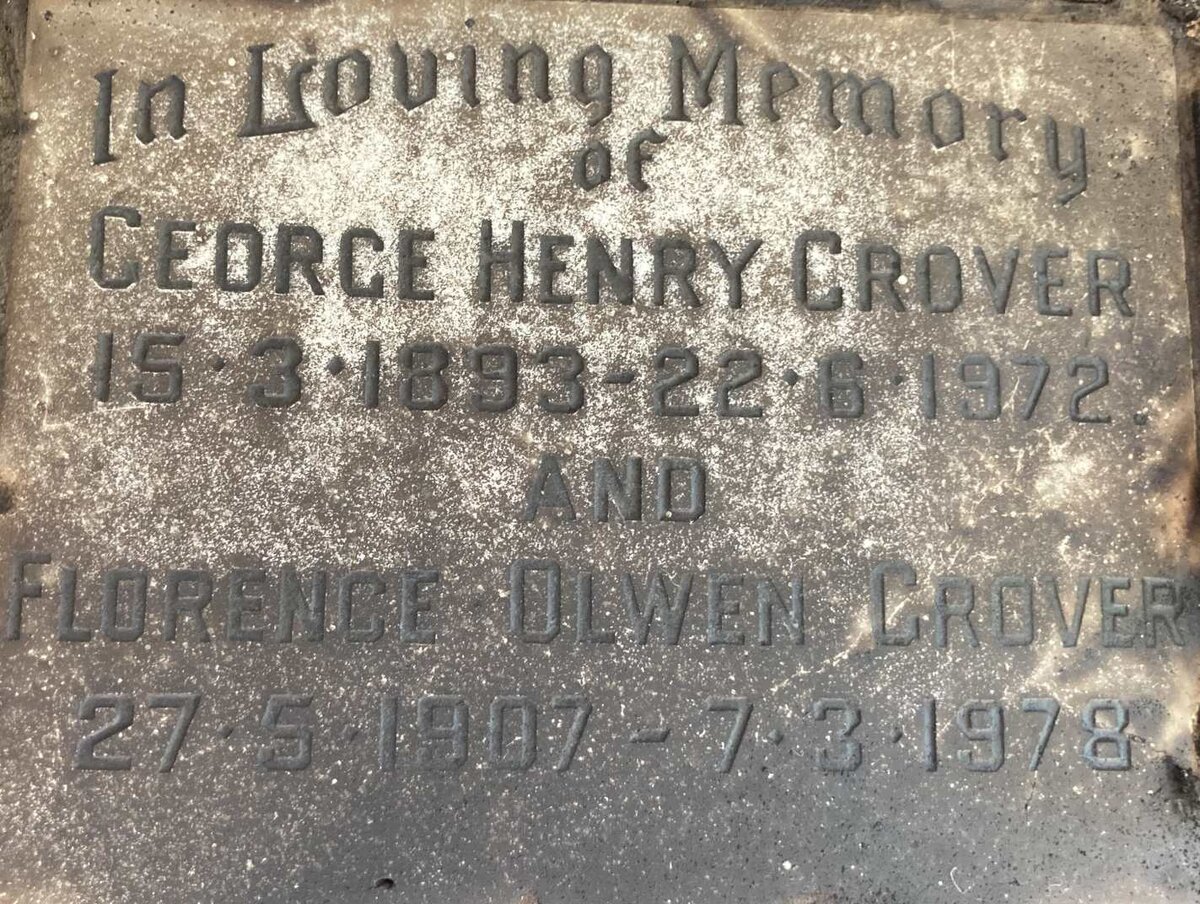 In Loving Memory
of
GEORGE HENRY GROVER
15·3·1893-22·6·1972.
AND
FLORENCE OLWEN GROVER
27·5·1907-7·3·1978